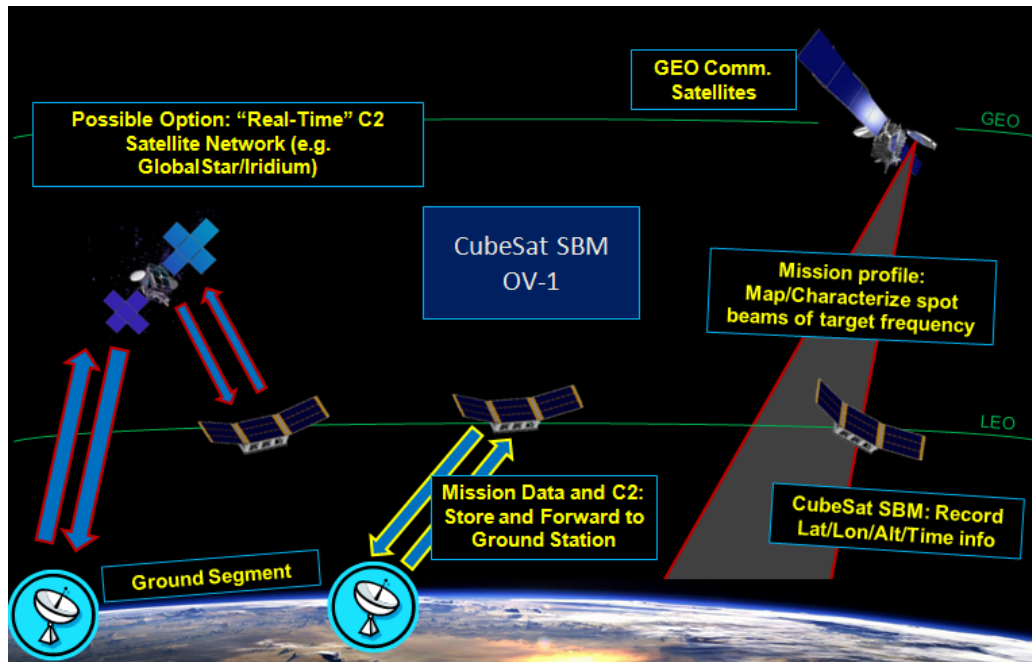 GEO Comm.
Satellites
GEO
Possible Option: “Real-Time” C2
Satellite Network (e.g.
GlobalStar/Iridium)
CubeSat SBM
OV-1
Mission profile:
Map/Characterize spot
beams of target frequency
LEO
Mission Data and C2:
Store and Forward to
Ground Station
CubeSat SBM: Record
Lat/Lon/Alt/Time info
Ground Segment